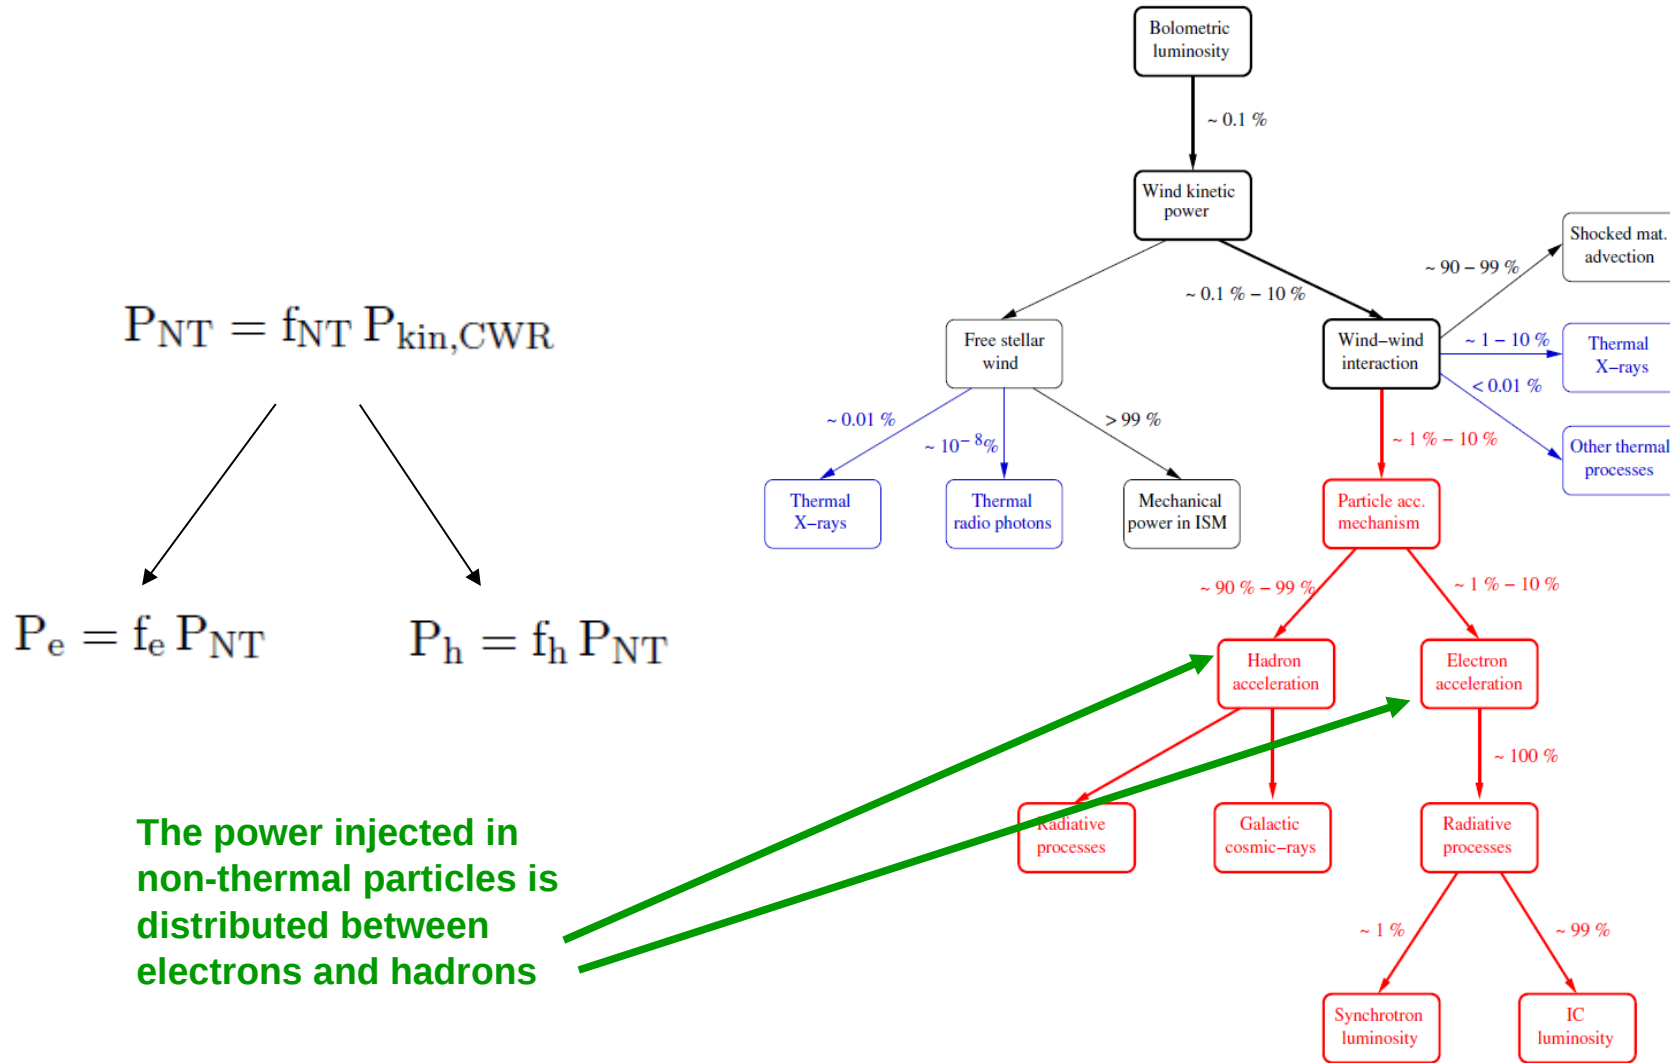 Bolometric
luminosity
~ 0.1 %
Wind kinetic
power
~ 0.1 % − 10 %
Shocked mat.
advection
~ 90 − 99 %
Free stellar
wind
Wind−wind
interaction
~ 1 − 10 %
Thermal
X−rays
< 0.01 %
Other thermal
processes
~ 0.01 %
~ 10⁻⁸%
> 99 %
~ 1 % − 10 %
Thermal
X−rays
Thermal
radio photons
Mechanical
power in ISM
Particle acc.
mechanism
~ 90 % − 99 %
~ 1 % − 10 %
Hadron
acceleration
Electron
acceleration
~ 100 %
Radiative
processes
Galactic
cosmic−rays
Radiative
processes
~ 1 %
~ 99 %
Synchrotron
luminosity
IC
luminosity
P_NT = f_NT P_kin,CWR
P_e = f_e P_NT
P_h = f_h P_NT
The power injected in
non-thermal particles is
distributed between
electrons and hadrons